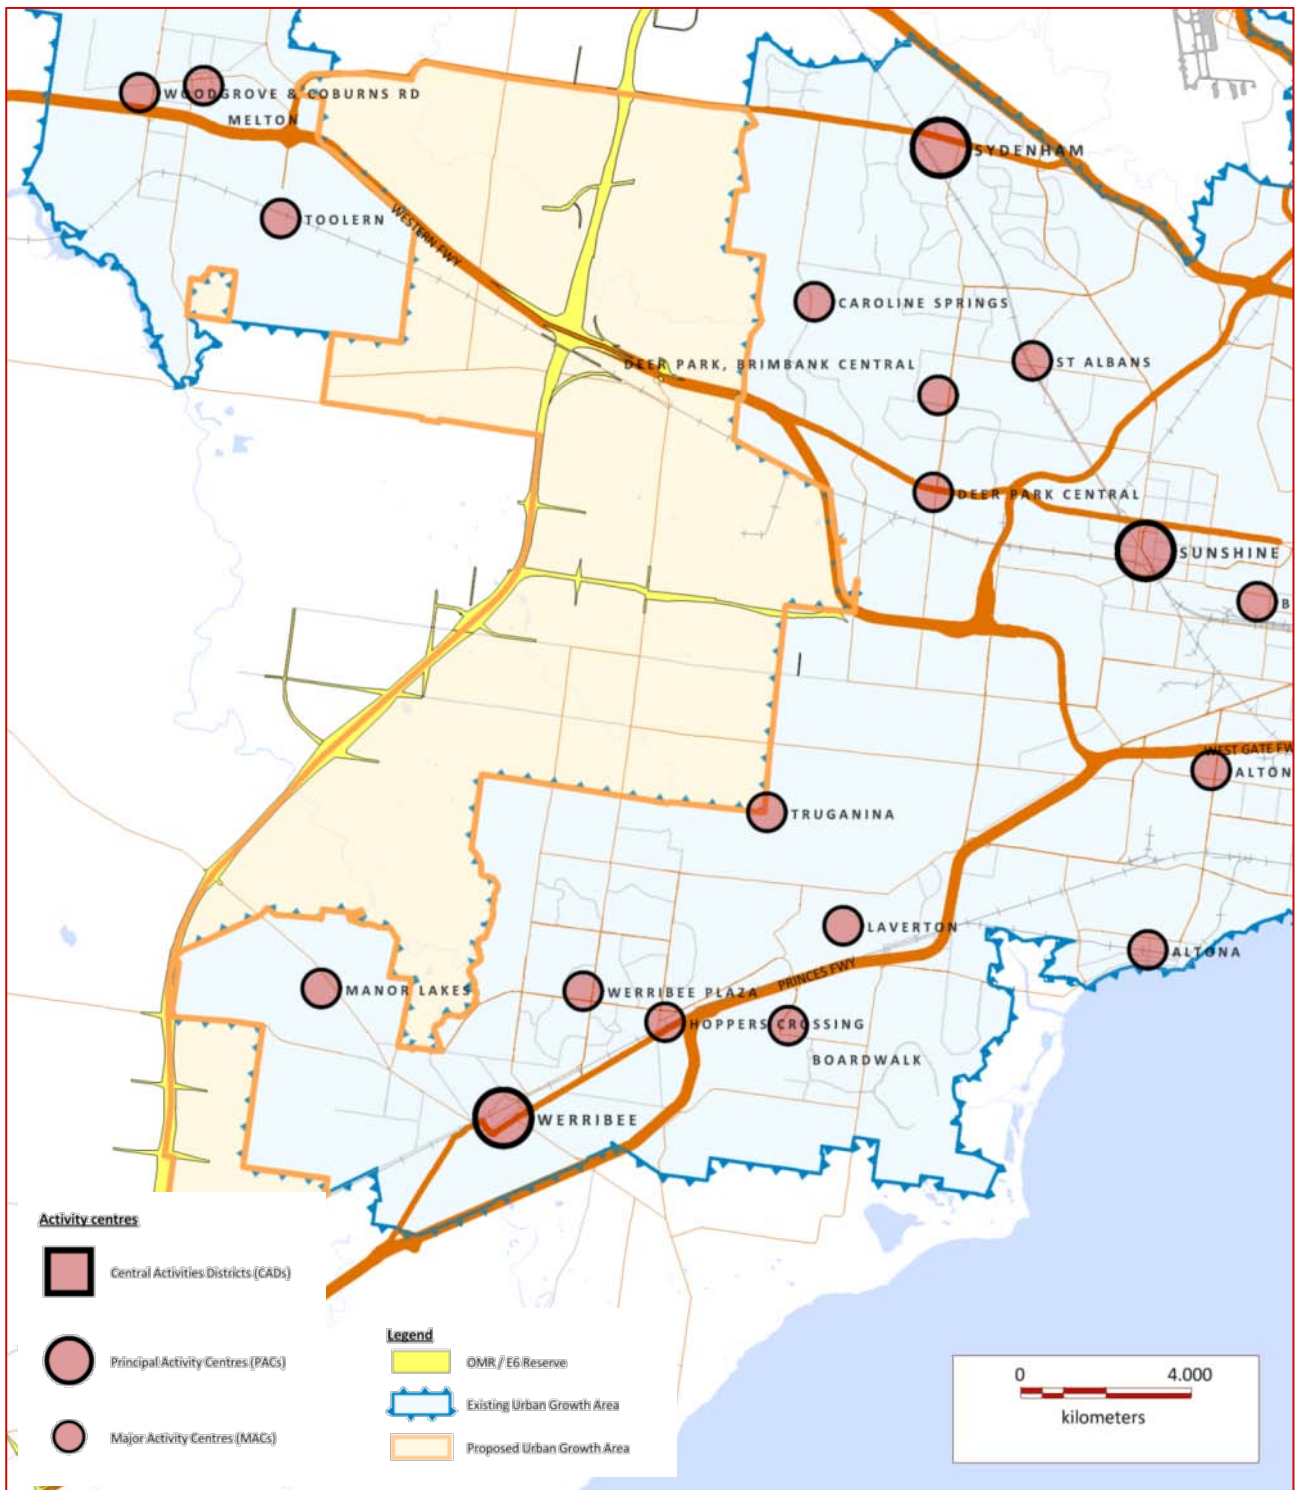 WOODGROVE & COBURNS RD
MELTON
SYDENHAM
TOOLERN
WESTERN FWY
CAROLINE SPRINGS
DEER PARK, BRIMBANK CENTRAL
ST ALBANS
DEER PARK CENTRAL
SUNSHINE
B
WEST GATE FW
ALTON
TRUGANINA
LAVERTON
ALTONA
PRINCES FWY
MANOR LAKES
WERRIBEE PLAZA
HOPPERS CROSSING
BOARDWALK
WERRIBEE
Activity centres
Central Activities Districts (CADs)
Principal Activity Centres (PACs)
Major Activity Centres (MACs)
Legend
OMR / E6 Reserve
Existing Urban Growth Area
Proposed Urban Growth Area
0 4.000
kilometers